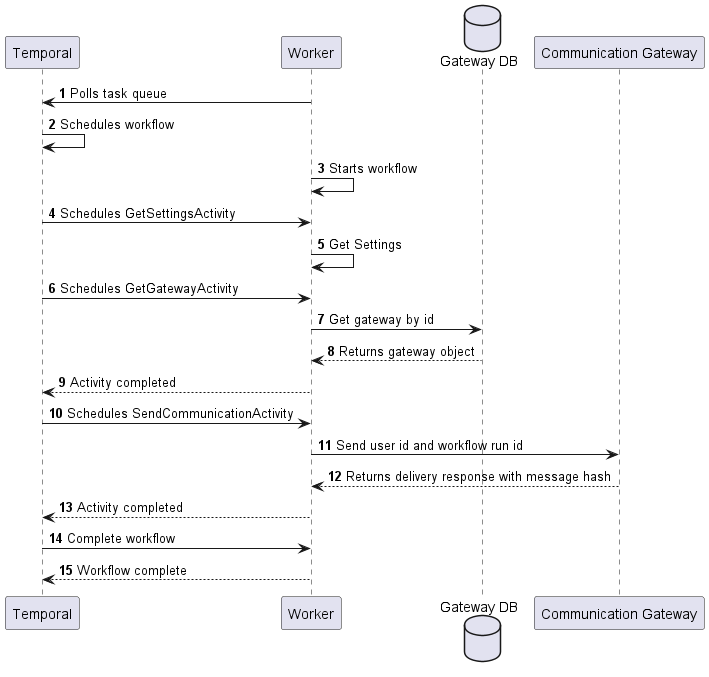 Gateway DB
Temporal
Worker
Communication Gateway
1 Polls task queue
2 Schedules workflow
3 Starts workflow
4 Schedules GetSettingsActivity
5 Get Settings
6 Schedules GetGatewayActivity
7 Get gateway by id
8 Returns gateway object
9 Activity completed
10 Schedules SendCommunicationActivity
11 Send user id and workflow run id
12 Returns delivery response with message hash
13 Activity completed
14 Complete workflow
15 Workflow complete
Temporal
Worker
Gateway DB
Communication Gateway